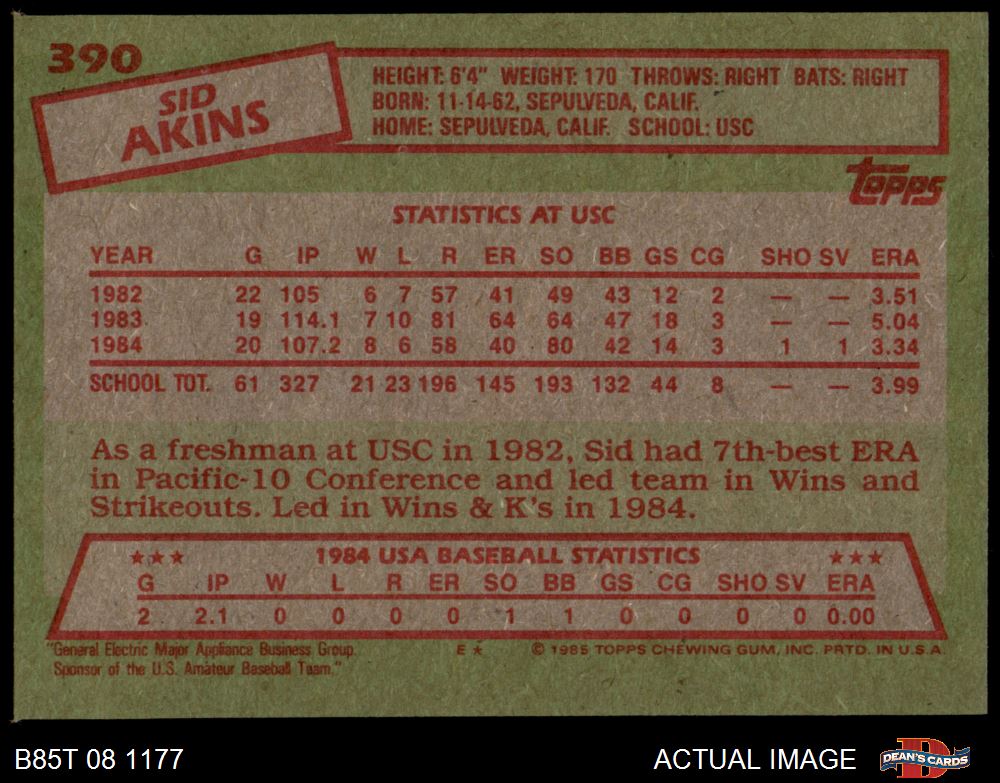 390
SID
AKINS
HEIGHT: 6'4" WEIGHT: 170 THROWS: RIGHT BATS: RIGHT
BORN: 11-14-62, SEPULVEDA, CALIF.
HOME: SEPULVEDA, CALIF. SCHOOL: USC
Topps
STATISTICS AT USC
YEAR G IP W L R ER SO BB GS CG SHO SV ERA
1982 22 105 6 7 57 41 49 43 12 2 — — 3.51
1983 19 114.1 7 10 81 64 64 47 18 3 — — 5.04
1984 20 107.2 8 6 58 40 80 42 14 3 1 1 3.34
SCHOOL TOT. 61 327 21 23 196 145 193 132 44 8 — — 3.99
As a freshman at USC in 1982, Sid had 7th-best ERA
in Pacific-10 Conference and led team in Wins and
Strikeouts. Led in Wins & K's in 1984.
★★★ 1984 USA BASEBALL STATISTICS ★★★
G IP W L R ER SO BB GS CG SHO SV ERA
2 2.1 0 0 0 0 1 1 0 0 0 0 0.00
"General Electric Major Appliance Business Group.
Sponsor of the U.S. Amateur Baseball Team."
E★ © 1985 TOPPS CHEWING GUM, INC. PRTD. IN U.S.A.
B85T 08 1177
ACTUAL IMAGE
D
DEAN'S CARDS